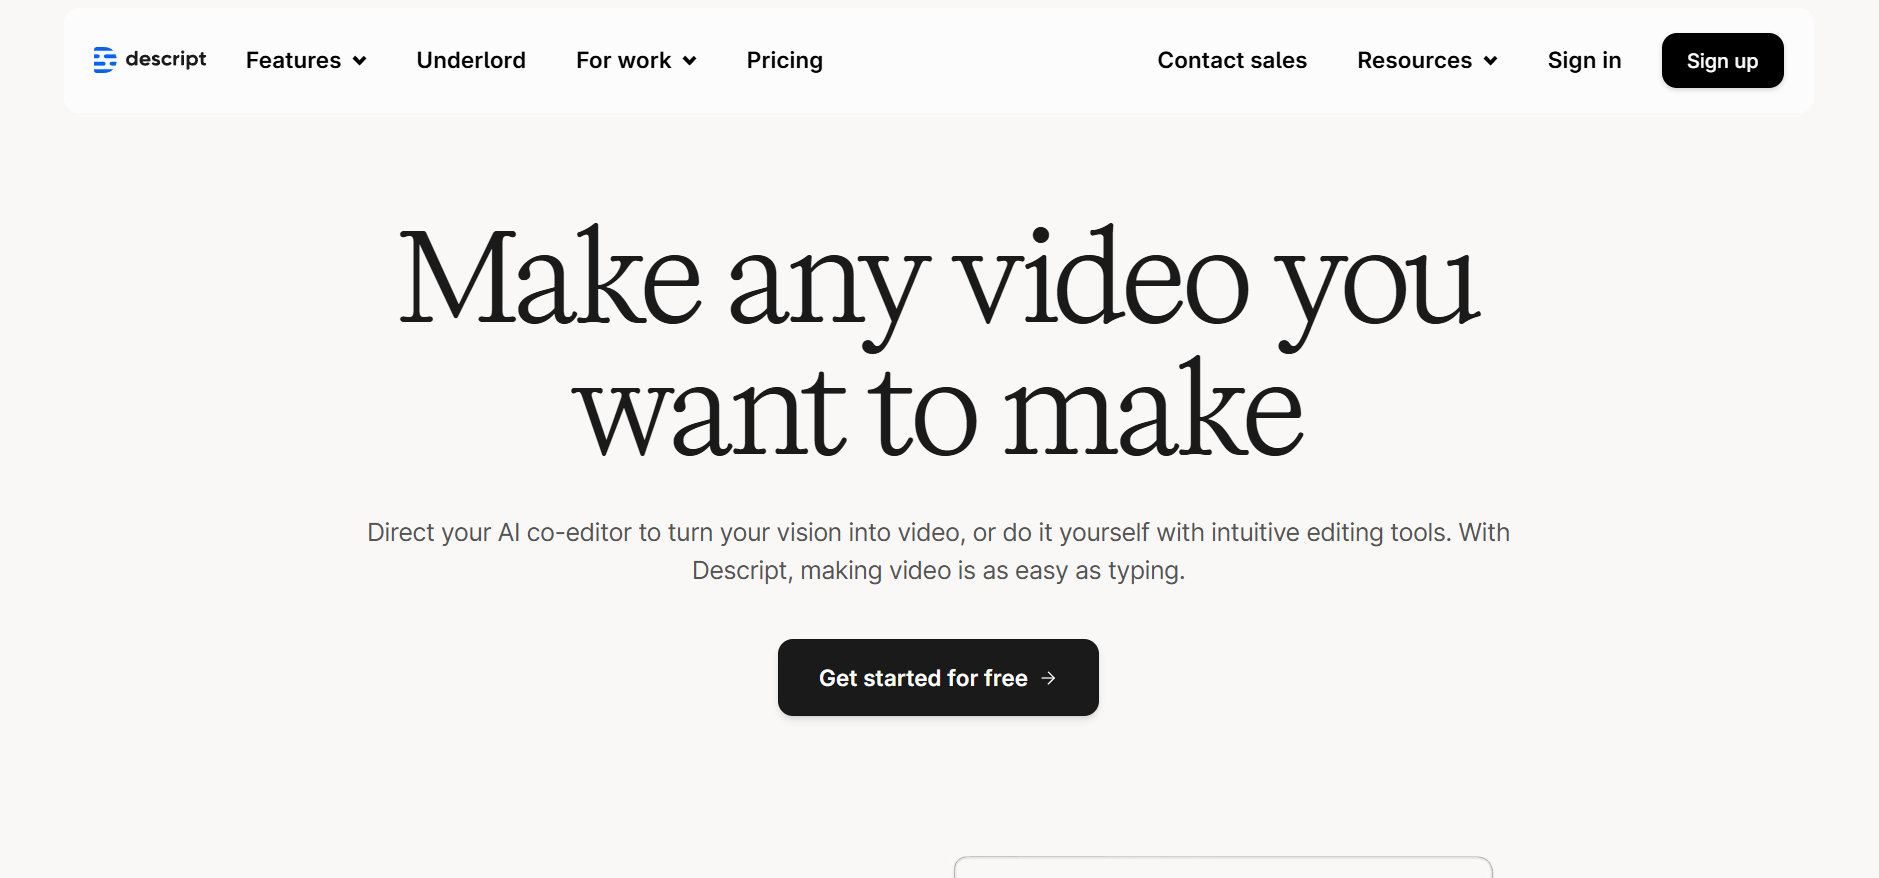 descript Features Underlord For work Pricing Contact sales Resources Sign in Sign up
Make any video you
want to make
Direct your AI co-editor to turn your vision into video, or do it yourself with intuitive editing tools. With
Descript, making video is as easy as typing.
Get started for free →